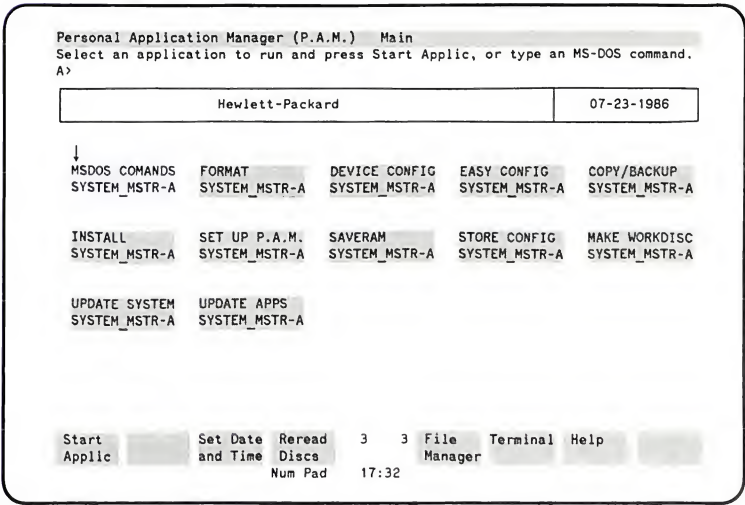 Personal Application Manager (P.A.M.) Main
Select an application to run and press Start Applic, or type an MS-DOS command.
A>
Hewlett-Packard 07-23-1986
MSDOS COMANDS FORMAT DEVICE CONFIG EASY CONFIG COPY/BACKUP
SYSTEM_MSTR-A SYSTEM_MSTR-A SYSTEM_MSTR-A SYSTEM_MSTR-A SYSTEM_MSTR-A
INSTALL SET UP P.A.M. SAVERAM STORE CONFIG MAKE WORKDISC
SYSTEM_MSTR-A SYSTEM_MSTR-A SYSTEM_MSTR-A SYSTEM_MSTR-A SYSTEM_MSTR-A
UPDATE SYSTEM UPDATE APPS
SYSTEM_MSTR-A SYSTEM_MSTR-A
Start Set Date Reread 3 3 File Terminal Help
Applic and Time Discs Manager
Num Pad 17:32